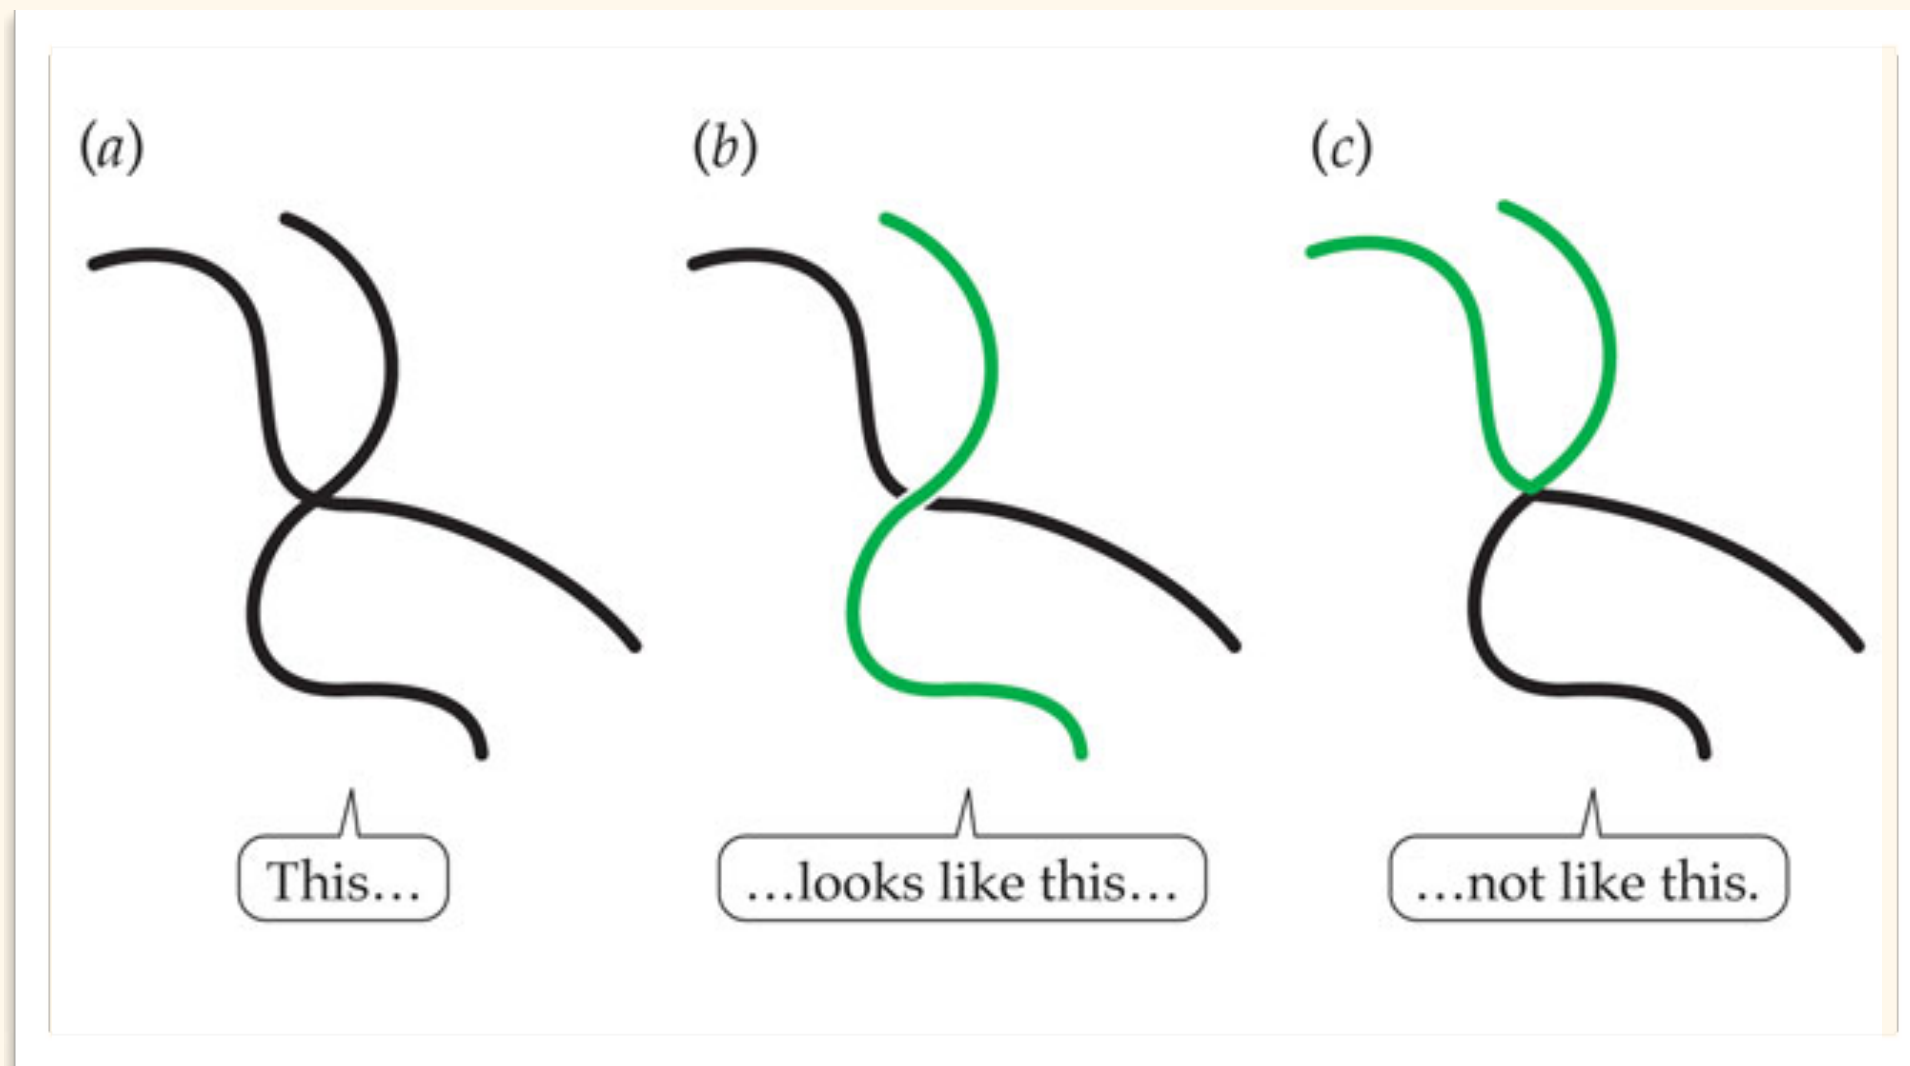 (a)
(b)
(c)
This…
…looks like this…
…not like this.